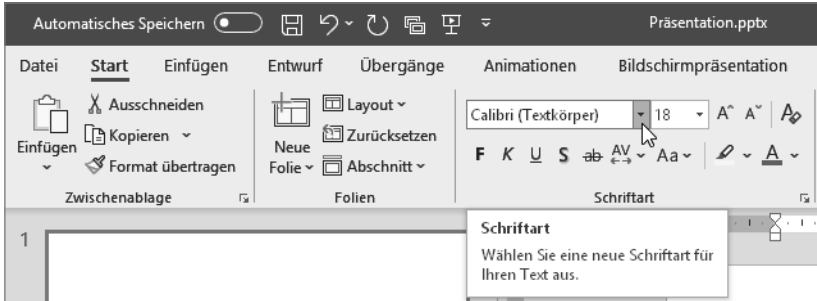 Automatisches Speichern Präsentation.pptx
Datei Start Einfügen Entwurf Übergänge Animationen Bildschirmpräsentation
Ausschneiden
Kopieren
Format übertragen
Einfügen
Zwischenablage
Neue
Folie
Layout
Zurücksetzen
Abschnitt
Folien
Calibri (Textkörper) 18 A A A
F K U S ab AV Aa A
Schriftart
Schriftart
Wählen Sie eine neue Schriftart für
Ihren Text aus.
1